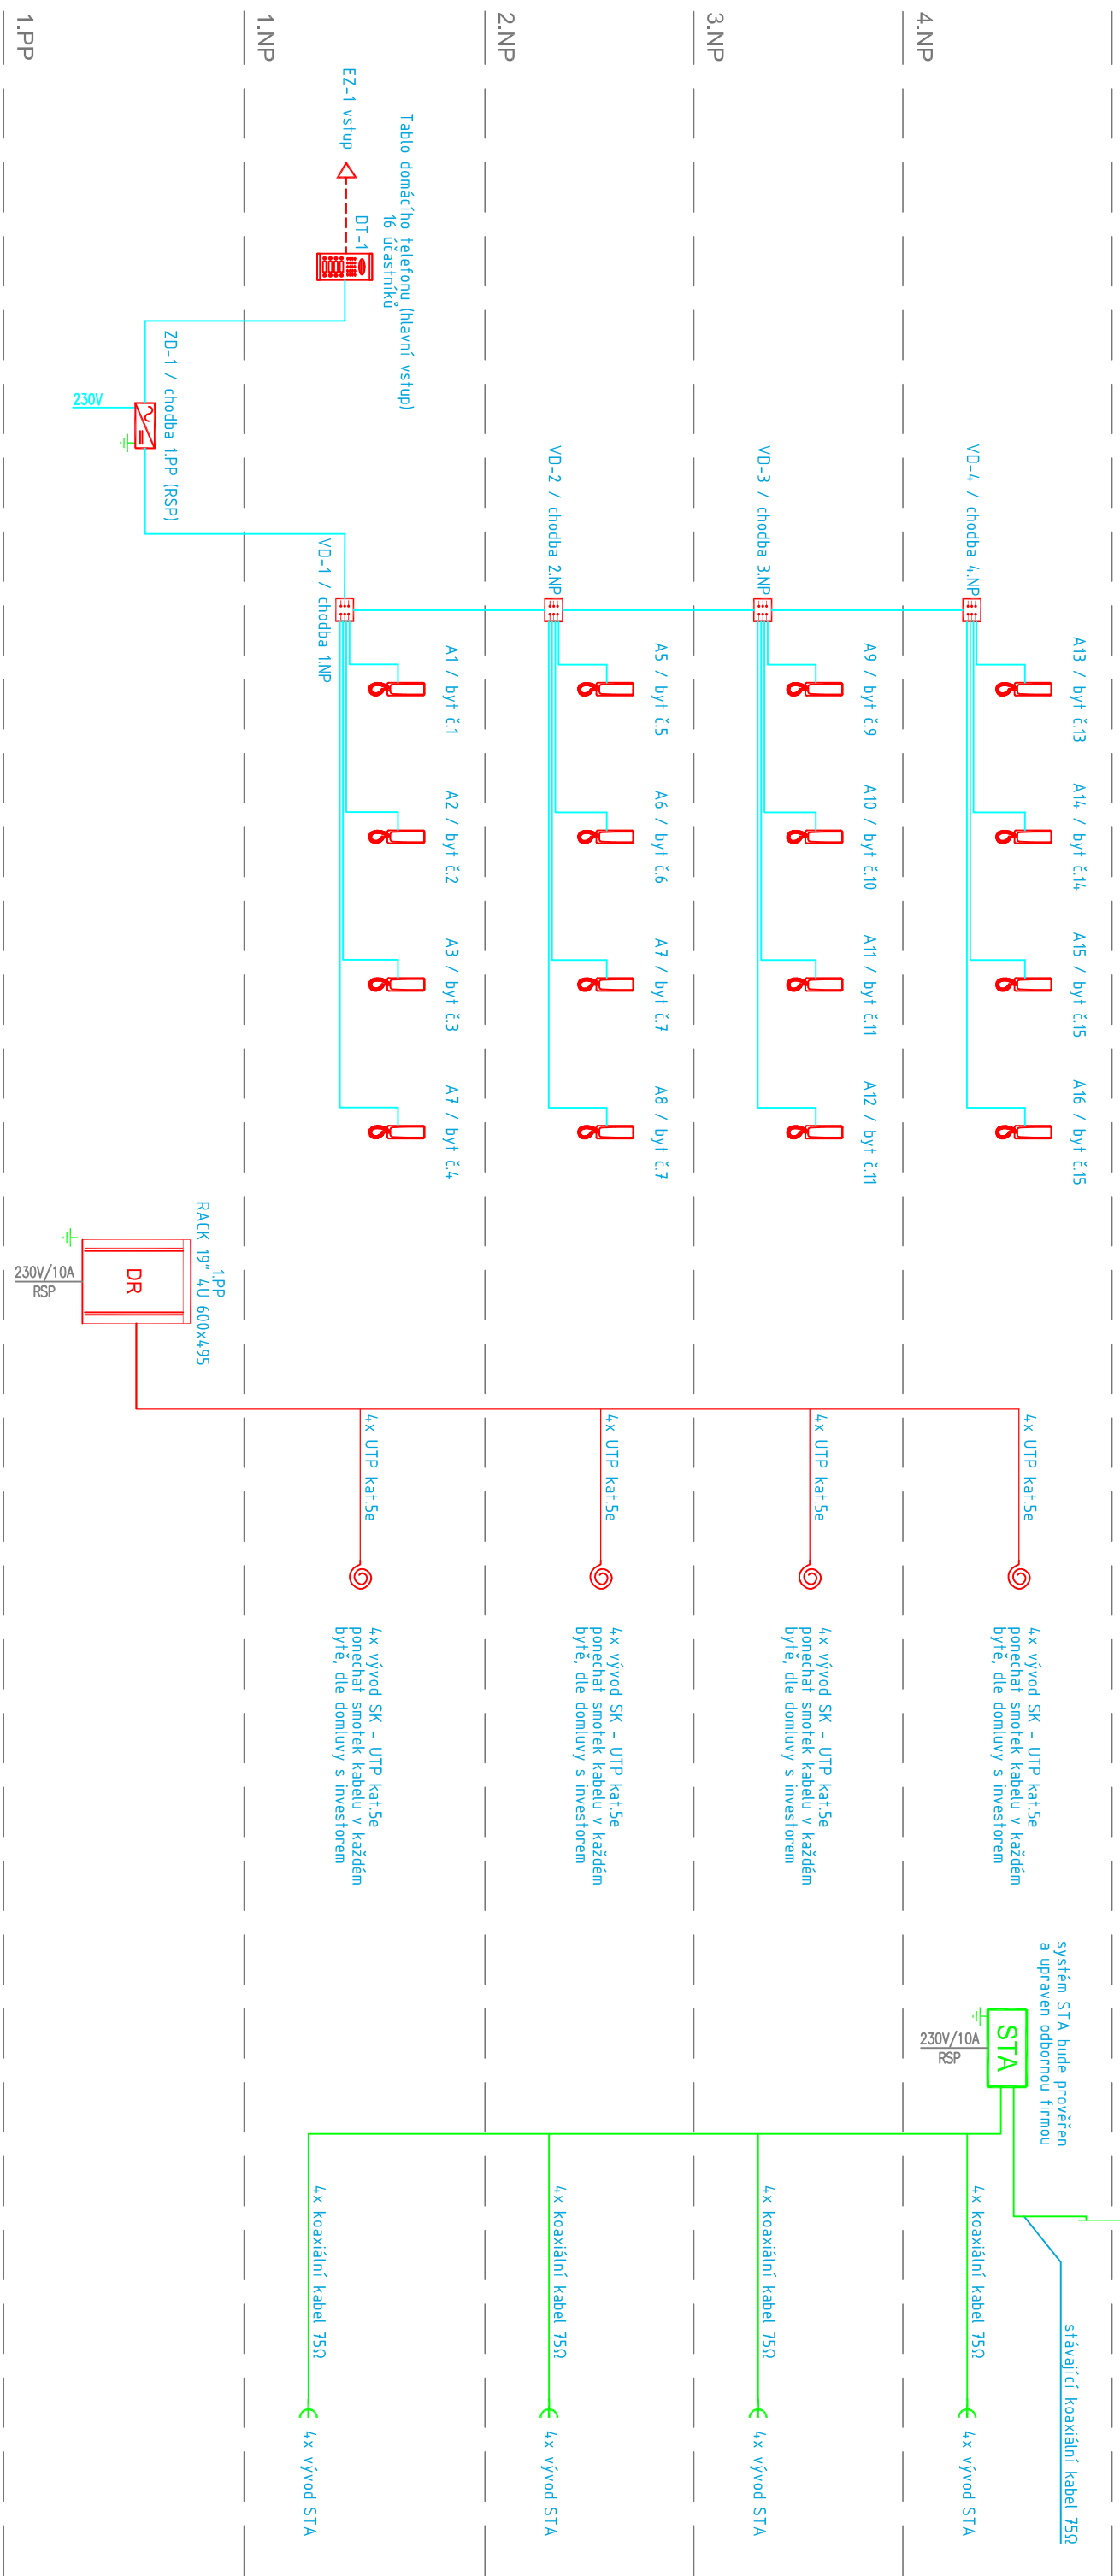 4.NP
3.NP
2.NP
1.NP
1.PP
EZ-1 vstup
Tablo domácího telefonu (hlavní vstup)
16 účastníků
DT-1
ZD-1 / chodba 1.PP (RSP)
230V
VD-4 / chodba 4.NP
VD-3 / chodba 3.NP
VD-2 / chodba 2.NP
VD-1 / chodba 1.NP
A13 / byt č.13
A14 / byt č.14
A15 / byt č.15
A16 / byt č.15
A9 / byt č.9
A10 / byt č.10
A11 / byt č.11
A12 / byt č.11
A5 / byt č.5
A6 / byt č.6
A7 / byt č.7
A8 / byt č.7
A1 / byt č.1
A2 / byt č.2
A3 / byt č.3
A7 / byt č.4
1.PP
RACK 19" 4U 600x495
DR
230V/10A
RSP
4x UTP kat.5e
4x vývod SK - UTP kat.5e
ponechat smotek kabelu v každém
bytě, dle domluvy s investorem
4x UTP kat.5e
4x vývod SK - UTP kat.5e
ponechat smotek kabelu v každém
bytě, dle domluvy s investorem
4x UTP kat.5e
4x vývod SK - UTP kat.5e
ponechat smotek kabelu v každém
bytě, dle domluvy s investorem
4x UTP kat.5e
4x vývod SK - UTP kat.5e
ponechat smotek kabelu v každém
bytě, dle domluvy s investorem
systém STA bude prověřen
a upraven odbornou firmou
STA
230V/10A
RSP
stávající koaxiální kabel 75Ω
4x koaxiální kabel 75Ω
4x vývod STA
4x koaxiální kabel 75Ω
4x vývod STA
4x koaxiální kabel 75Ω
4x vývod STA
4x koaxiální kabel 75Ω
4x vývod STA